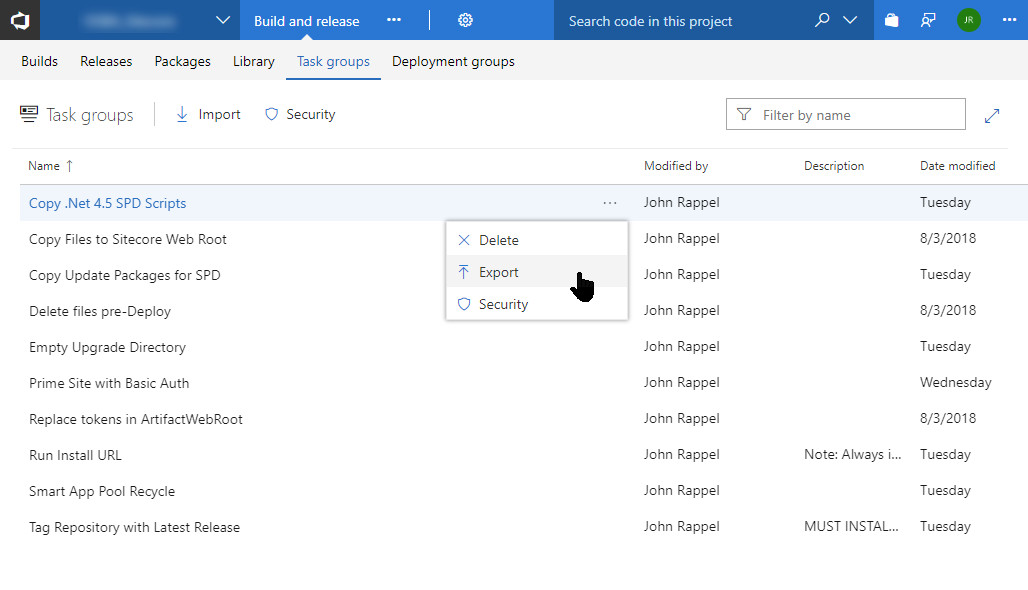 Build and release ··· Search code in this project JR ···
Builds Releases Packages Library Task groups Deployment groups
Task groups Import Security Filter by name
Name ↑ Modified by Description Date modified
Copy .Net 4.5 SPD Scripts ··· John Rappel Tuesday
Copy Files to Sitecore Web Root John Rappel 8/3/2018
Delete
Copy Update Packages for SPD John Rappel Tuesday
Export
Delete files pre-Deploy John Rappel 8/3/2018
Security
Empty Upgrade Directory John Rappel Tuesday
Prime Site with Basic Auth John Rappel Wednesday
Replace tokens in ArtifactWebRoot John Rappel 8/3/2018
Run Install URL John Rappel Note: Always i... Tuesday
Smart App Pool Recycle John Rappel Tuesday
Tag Repository with Latest Release John Rappel MUST INSTAL... Tuesday